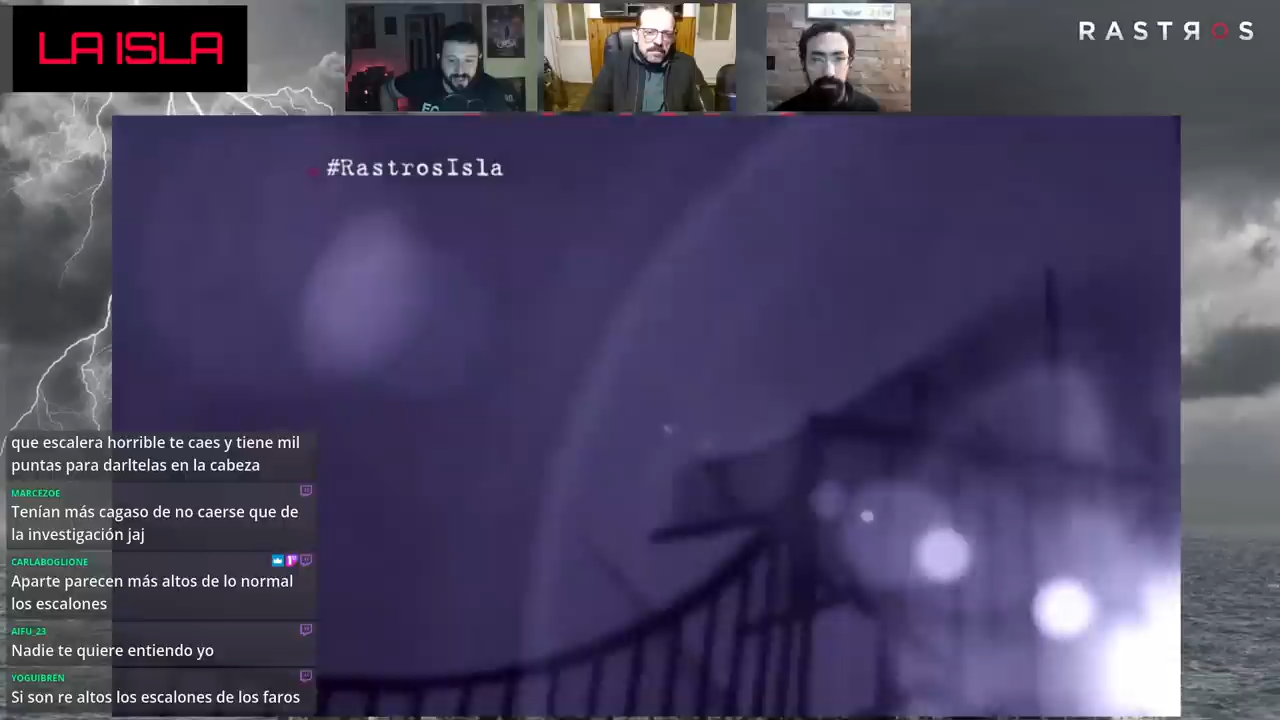 LA ISLA
RASTROS
#RastrosIsla
que escalera horrible te caes y tiene mil
puntas para darltelas en la cabeza
MARCEZOE
Tenían más cagaso de no caerse que de
la investigación jaj
CARLABOGLIONE
Aparte parecen más altos de lo normal
los escalones
AIFU_23
Nadie te quiere entiendo yo
YOGUIBREN
Si son re altos los escalones de los faros